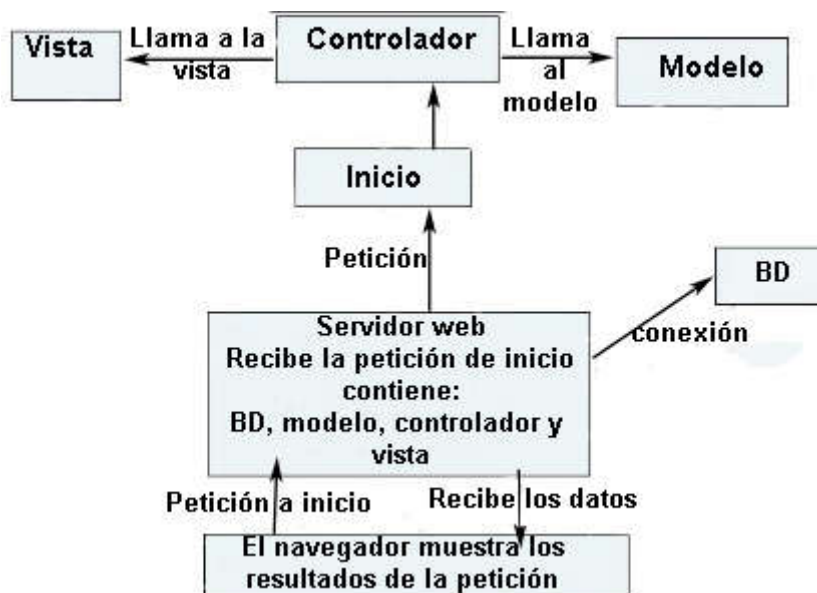 Vista
Llama a la
vista
Controlador
Llama
al
modelo
Modelo
Inicio
Petición
BD
conexión
Servidor web
Recibe la petición de inicio
contiene:
BD, modelo, controlador y
vista
Petición a inicio
Recibe los datos
El navegador muestra los
resultados de la petición